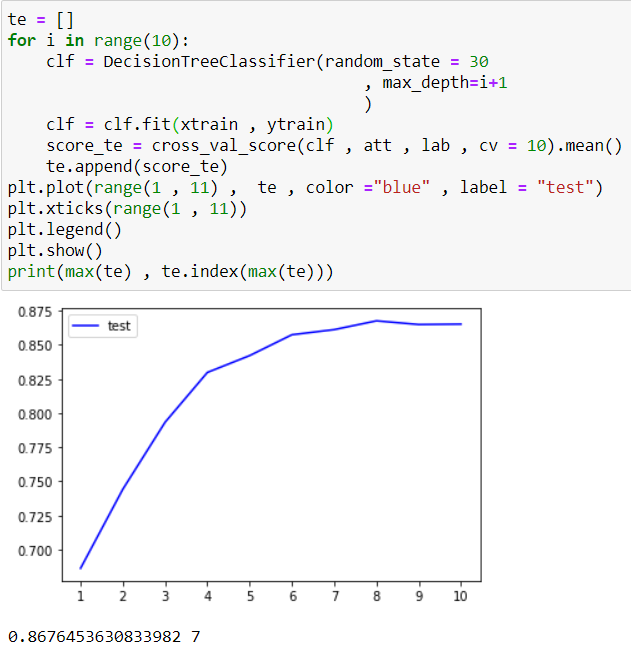 te = []
for i in range(10):
    clf = DecisionTreeClassifier(random_state = 30
                                    , max_depth=i+1
                                    )
    clf = clf.fit(xtrain , ytrain)
    score_te = cross_val_score(clf , att , lab , cv = 10).mean()
    te.append(score_te)
plt.plot(range(1 , 11) ,  te , color ="blue" , label = "test")
plt.xticks(range(1 , 11))
plt.legend()
plt.show()
print(max(te) , te.index(max(te)))
test
0.875
0.850
0.825
0.800
0.775
0.750
0.725
0.700
1 2 3 4 5 6 7 8 9 10
0.8676453630833982 7